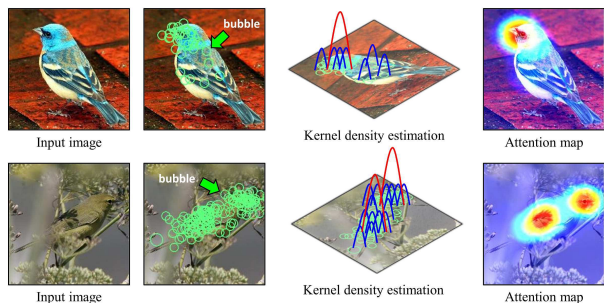 bubble
Input image
Kernel density estimation
Attention map
bubble
Input image
Kernel density estimation
Attention map